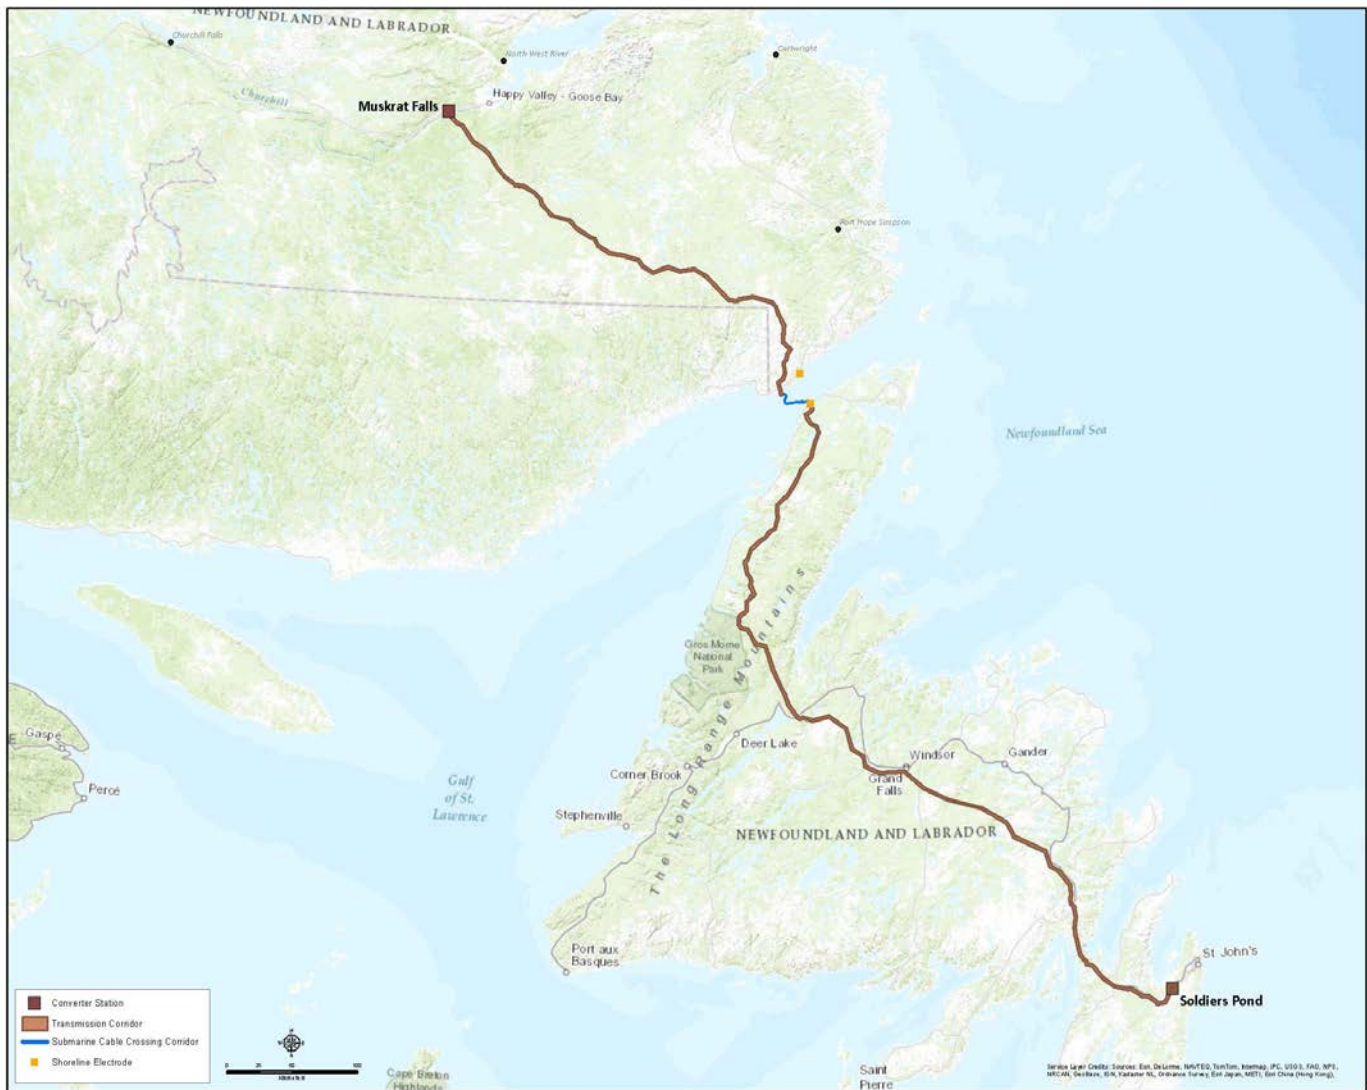 NEWFOUNDLAND AND LABRADOR
Churchill Falls
North West River
Cartwright
Churchill
Muskrat Falls
Happy Valley - Goose Bay
Port Hope Simpson
Newfoundland Sea
Gros Morne
National
Park
The Long Range Mountains
Gaspé
Percé
Gulf
of St.
Lawrence
Deer Lake
Corner Brook
Stephenville
Windsor
Grand
Falls
Gander
NEWFOUNDLAND AND LABRADOR
Port aux
Basques
St John's
Soldiers Pond
Converter Station
Transmission Corridor
Submarine Cable Crossing Corridor
Shoreline Electrode
Kilometers
Cape Breton
Highlands
Saint
Pierre